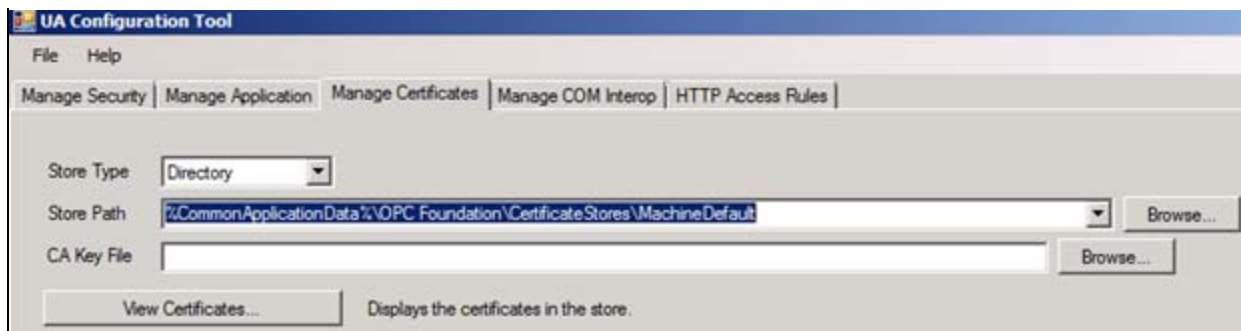 UA Configuration Tool
File Help
Manage Security Manage Application Manage Certificates Manage COM Interop HTTP Access Rules
Store Type Directory
Store Path %CommonApplicationData%\OPC Foundation\CertificateStores\MachineDefault Browse...
CA Key File Browse...
View Certificates... Displays the certificates in the store.